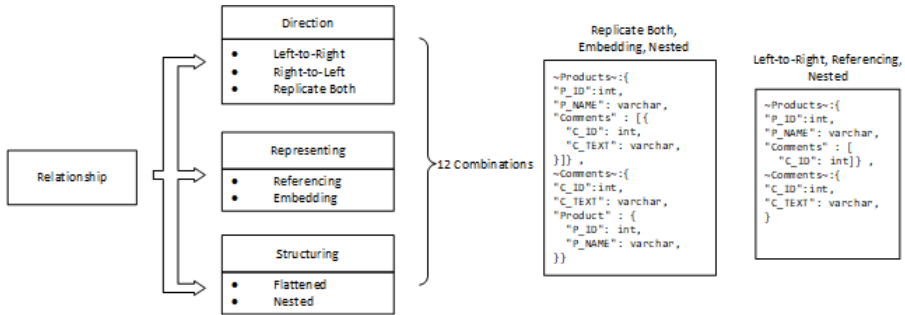 Relationship
Direction
• Left-to-Right
• Right-to-Left
• Replicate Both
Representing
• Referencing
• Embedding
Structuring
• Flattened
• Nested
12 Combinations
Replicate Both,
Embedding, Nested
~Products~:{
"P_ID":int,
"P_NAME": varchar,
"Comments" : [{
"C_ID": int,
"C_TEXT": varchar,
}]} ,
~Comments~:{
"C_ID":int,
"C_TEXT": varchar,
"Product" : {
"P_ID": int,
"P_NAME": varchar,
}}
Left-to-Right, Referencing,
Nested
~Products~:{
"P_ID":int,
"P_NAME": varchar,
"Comments" : [
"C_ID": int]} ,
~Comments~:{
"C_ID":int,
"C_TEXT": varchar,
}